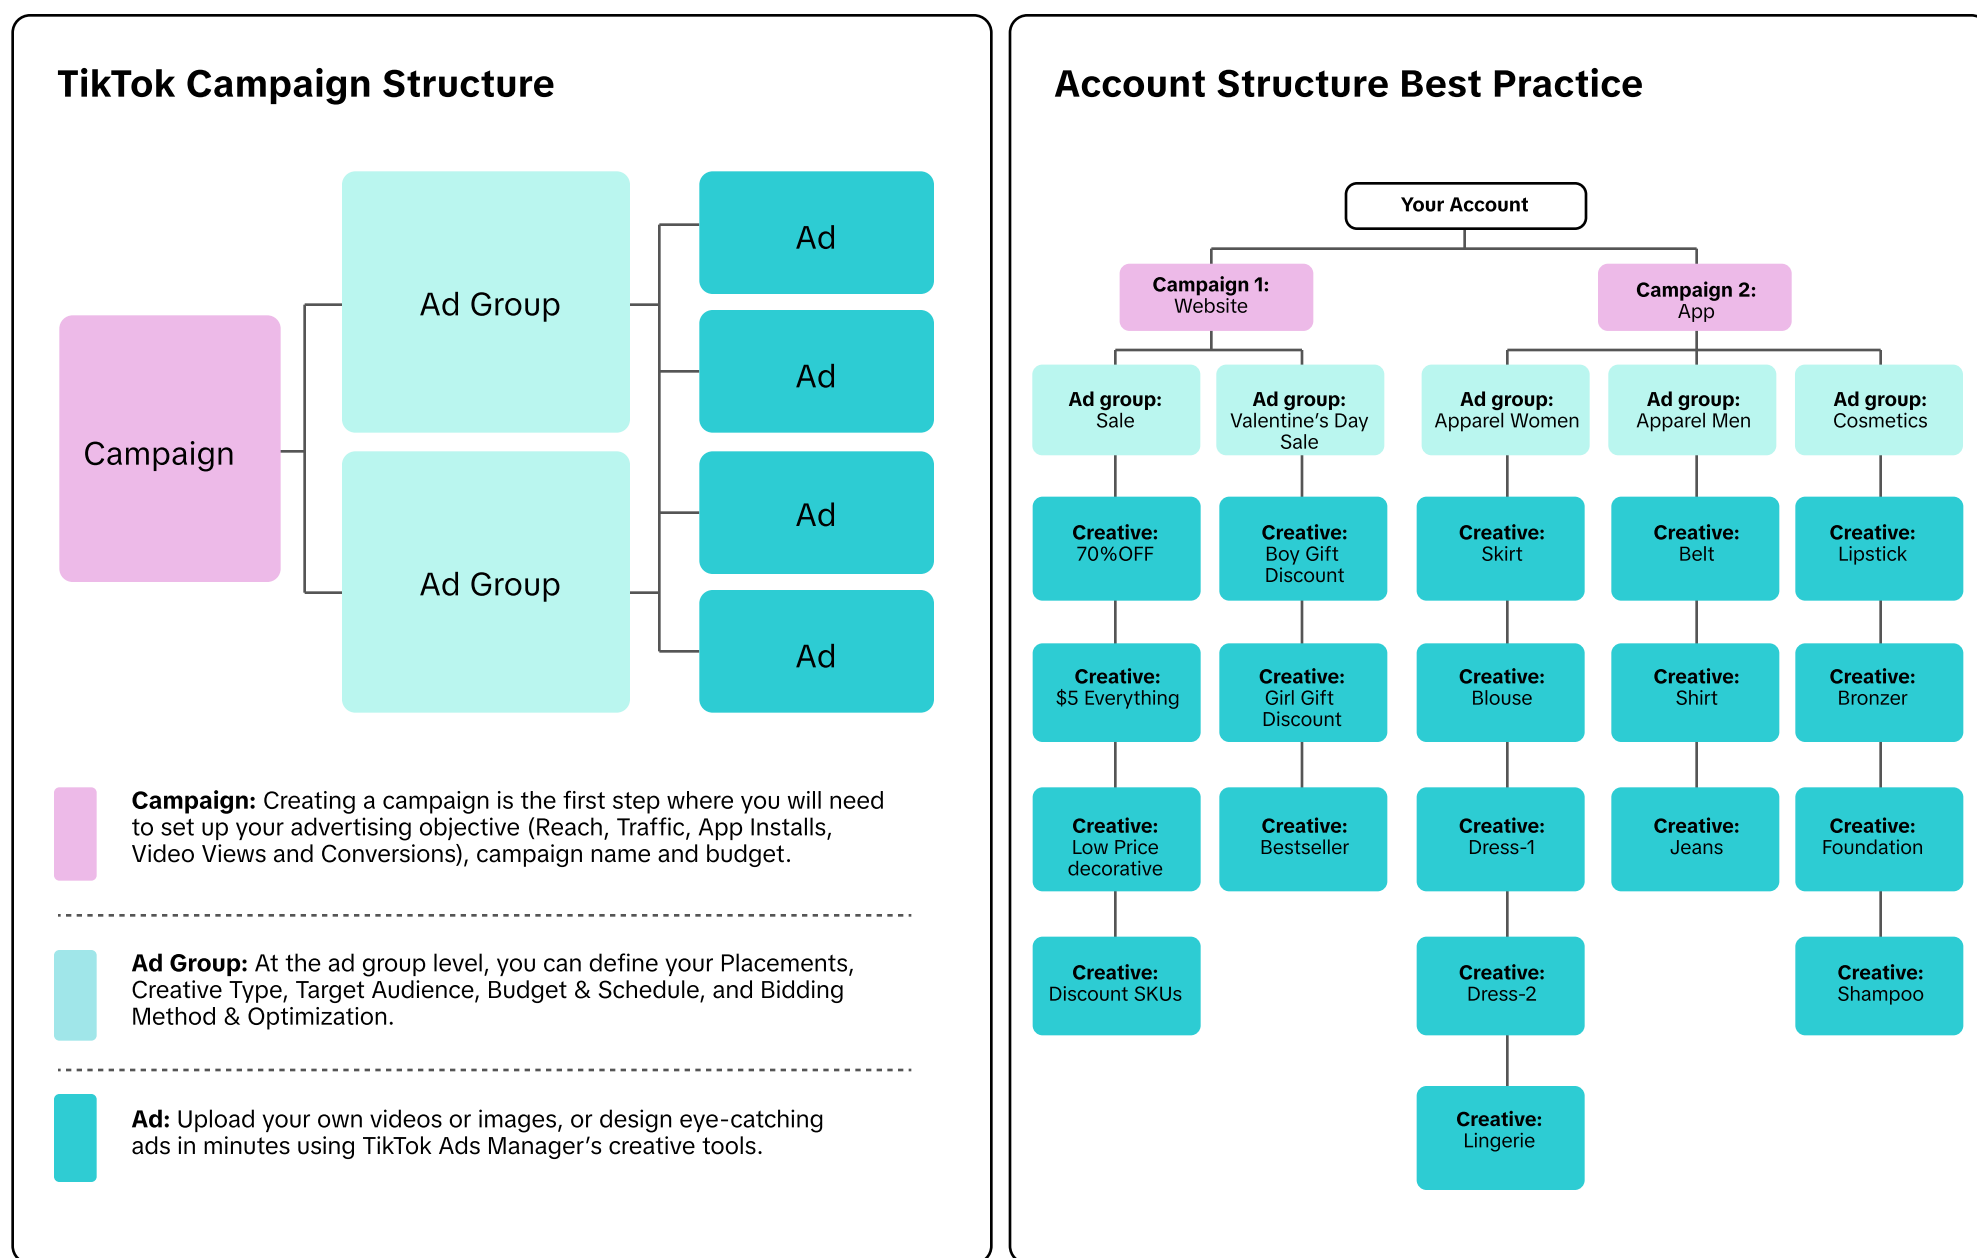 TikTok Campaign Structure
Campaign
Ad Group
Ad Group
Ad
Ad
Ad
Ad
Campaign: Creating a campaign is the first step where you will need
to set up your advertising objective (Reach, Traffic, App Installs,
Video Views and Conversions), campaign name and budget.
Ad Group: At the ad group level, you can define your Placements,
Creative Type, Target Audience, Budget & Schedule, and Bidding
Method & Optimization.
Ad: Upload your own videos or images, or design eye-catching
ads in minutes using TikTok Ads Manager’s creative tools.
Account Structure Best Practice
Your Account
Campaign 1:
Website
Campaign 2:
App
Ad group:
Sale
Ad group:
Valentine’s Day
Sale
Ad group:
Apparel Women
Ad group:
Apparel Men
Ad group:
Cosmetics
Creative:
70%OFF
Creative:
Boy Gift
Discount
Creative:
Skirt
Creative:
Belt
Creative:
Lipstick
Creative:
$5 Everything
Creative:
Girl Gift
Discount
Creative:
Blouse
Creative:
Shirt
Creative:
Bronzer
Creative:
Low Price
decorative
Creative:
Bestseller
Creative:
Dress-1
Creative:
Jeans
Creative:
Foundation
Creative:
Discount SKUs
Creative:
Dress-2
Creative:
Shampoo
Creative:
Lingerie